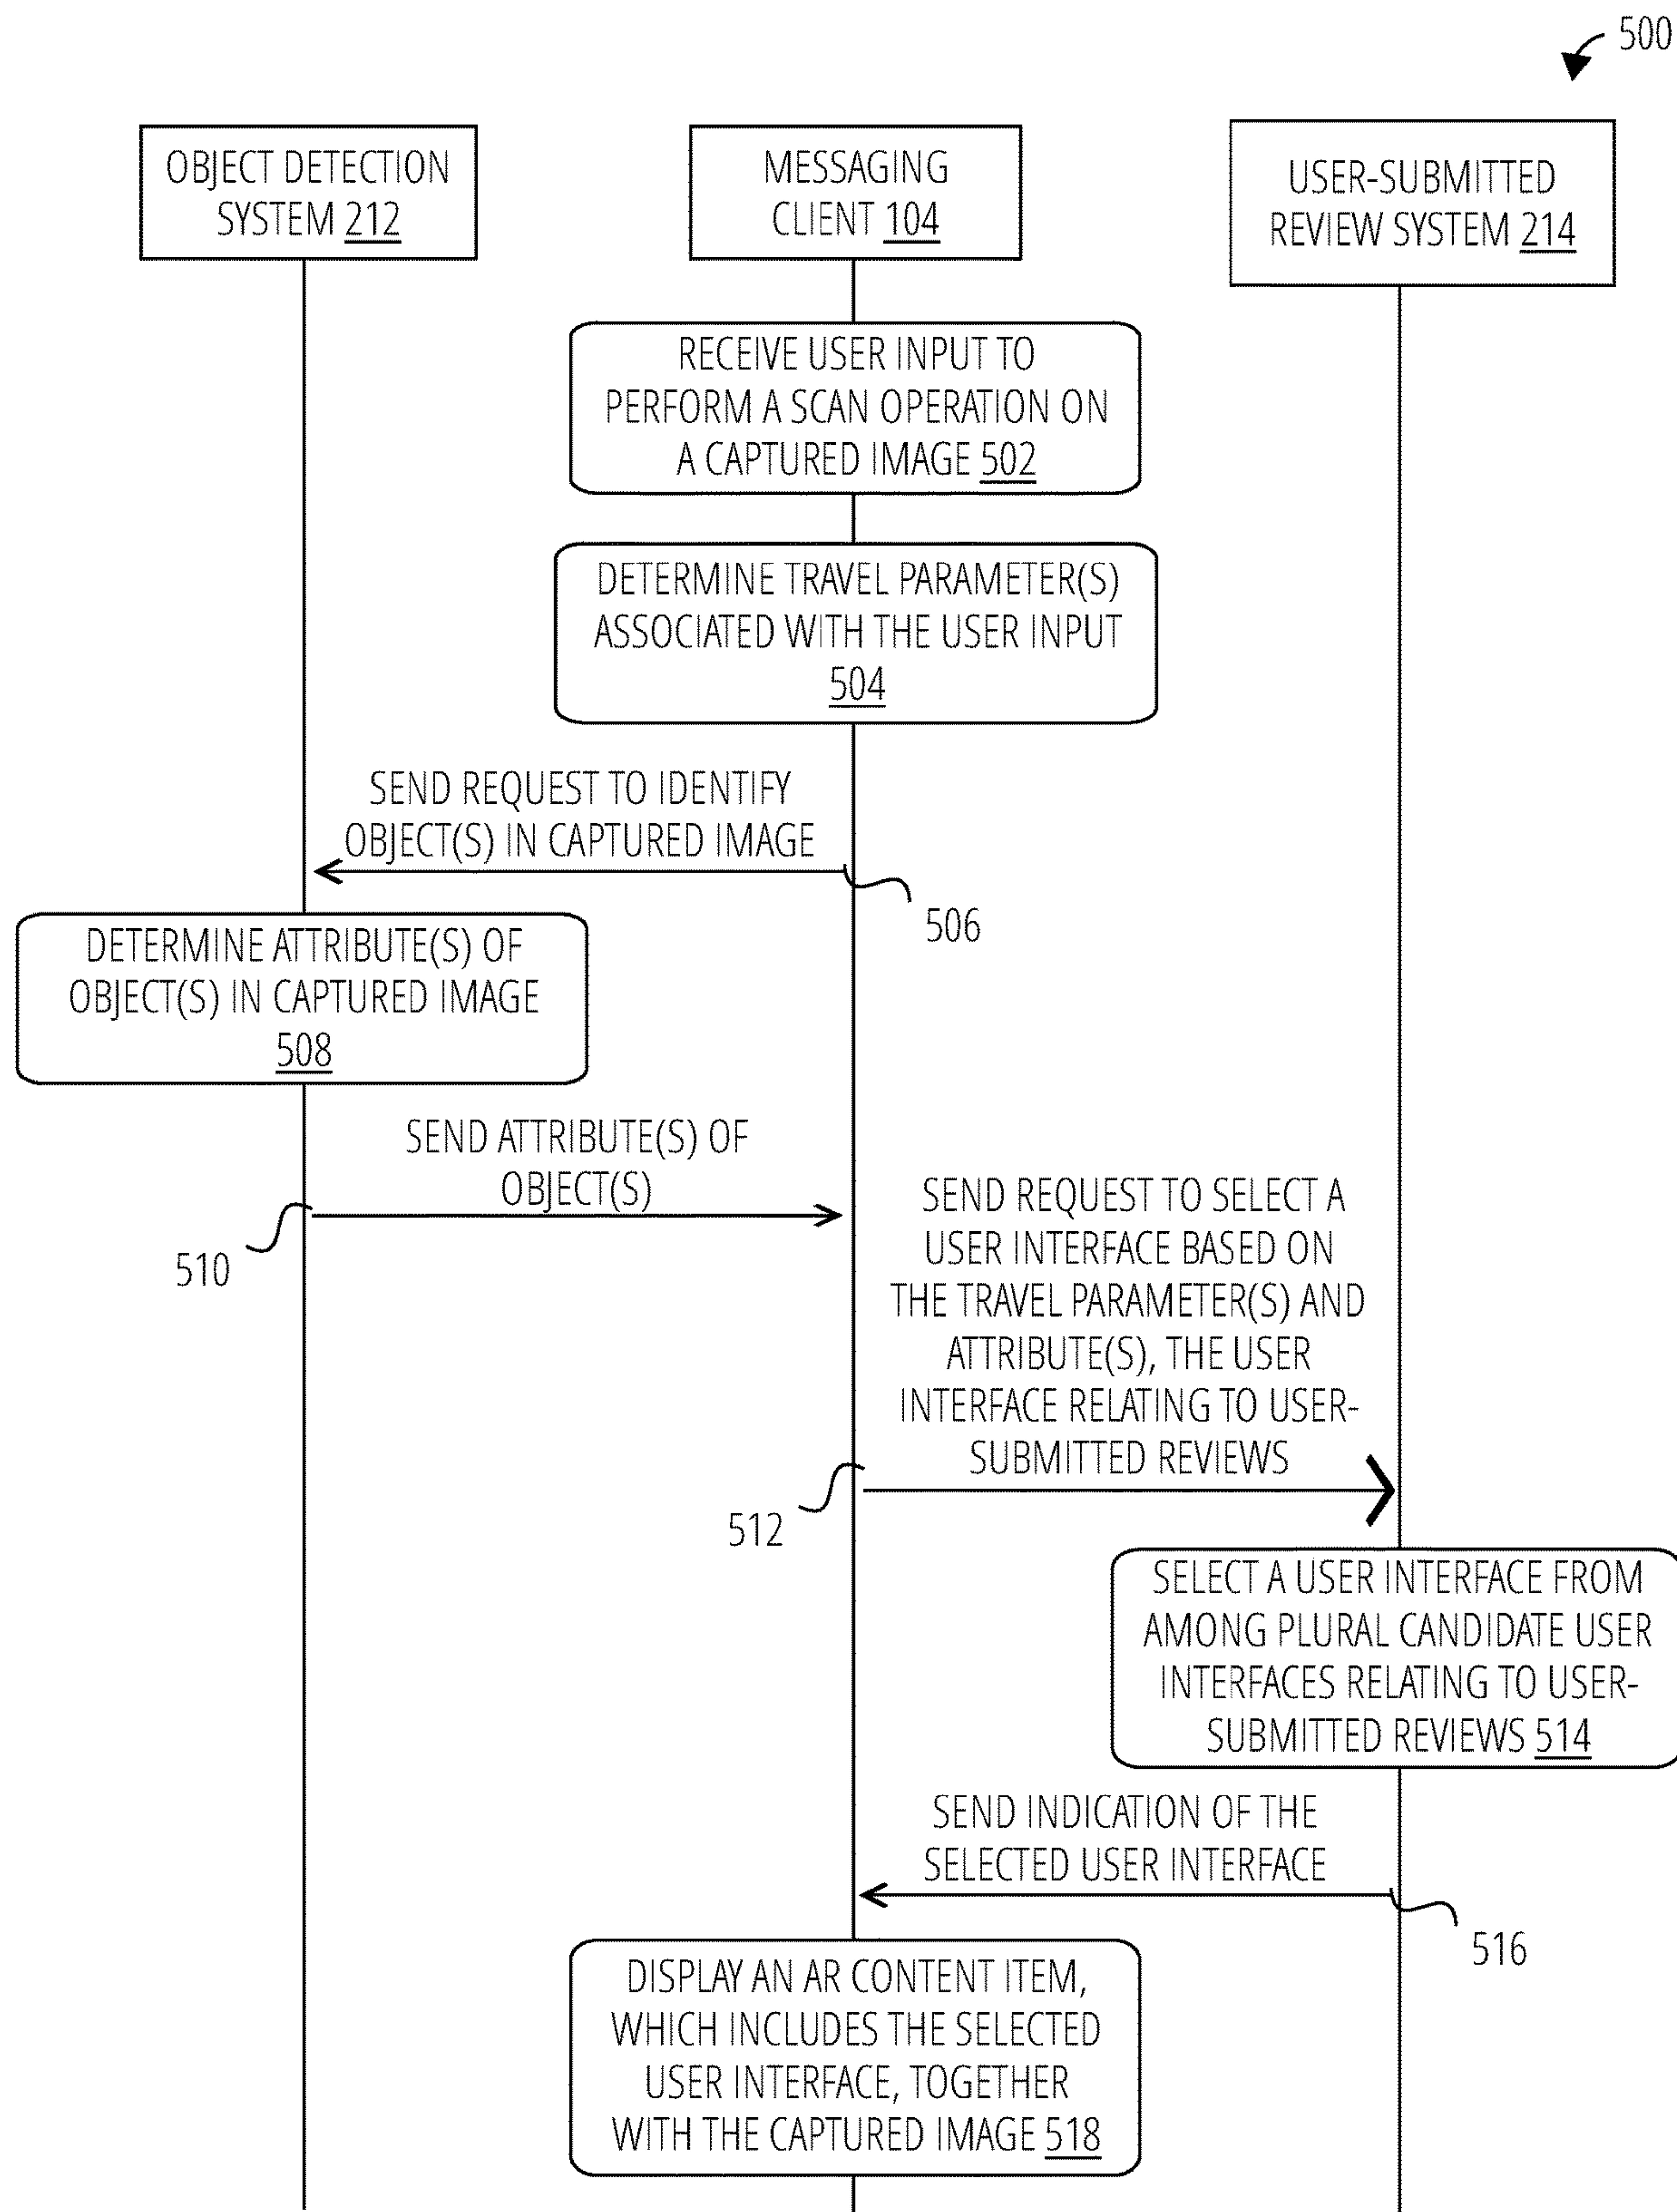 500
OBJECT DETECTION
SYSTEM 212
MESSAGING
CLIENT 104
USER-SUBMITTED
REVIEW SYSTEM 214
RECEIVE USER INPUT TO
PERFORM A SCAN OPERATION ON
A CAPTURED IMAGE 502
DETERMINE TRAVEL PARAMETER(S)
ASSOCIATED WITH THE USER INPUT
504
SEND REQUEST TO IDENTIFY
OBJECT(S) IN CAPTURED IMAGE
506
DETERMINE ATTRIBUTE(S) OF
OBJECT(S) IN CAPTURED IMAGE
508
SEND ATTRIBUTE(S) OF
OBJECT(S)
510
SEND REQUEST TO SELECT A
USER INTERFACE BASED ON
THE TRAVEL PARAMETER(S) AND
ATTRIBUTE(S), THE USER
INTERFACE RELATING TO USER-
SUBMITTED REVIEWS
512
SELECT A USER INTERFACE FROM
AMONG PLURAL CANDIDATE USER
INTERFACES RELATING TO USER-
SUBMITTED REVIEWS 514
SEND INDICATION OF THE
SELECTED USER INTERFACE
516
DISPLAY AN AR CONTENT ITEM,
WHICH INCLUDES THE SELECTED
USER INTERFACE, TOGETHER
WITH THE CAPTURED IMAGE 518